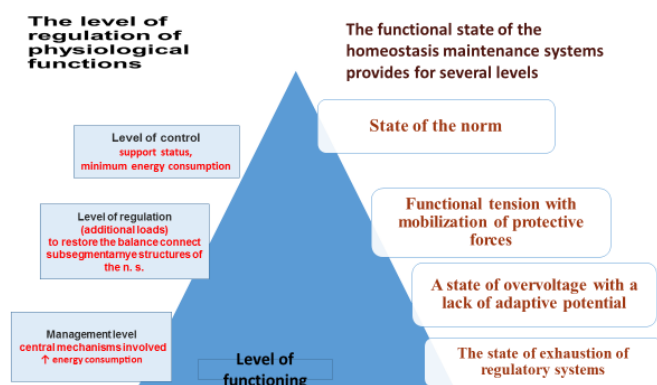 The level of
regulation of
physiological
functions
The functional state of the
homeostasis maintenance systems
provides for several levels
Level of control
support status,
minimum energy consumption
State of the norm
Level of regulation
(additional loads)
to restore the balance connect
subsegmentarnye structures of
the n. s.
Functional tension with
mobilization of protective
forces
A state of overvoltage with a
lack of adaptive potential
Management level
central mechanisms involved
↑ energy consumption
Level of
functioning
The state of exhaustion of
regulatory systems